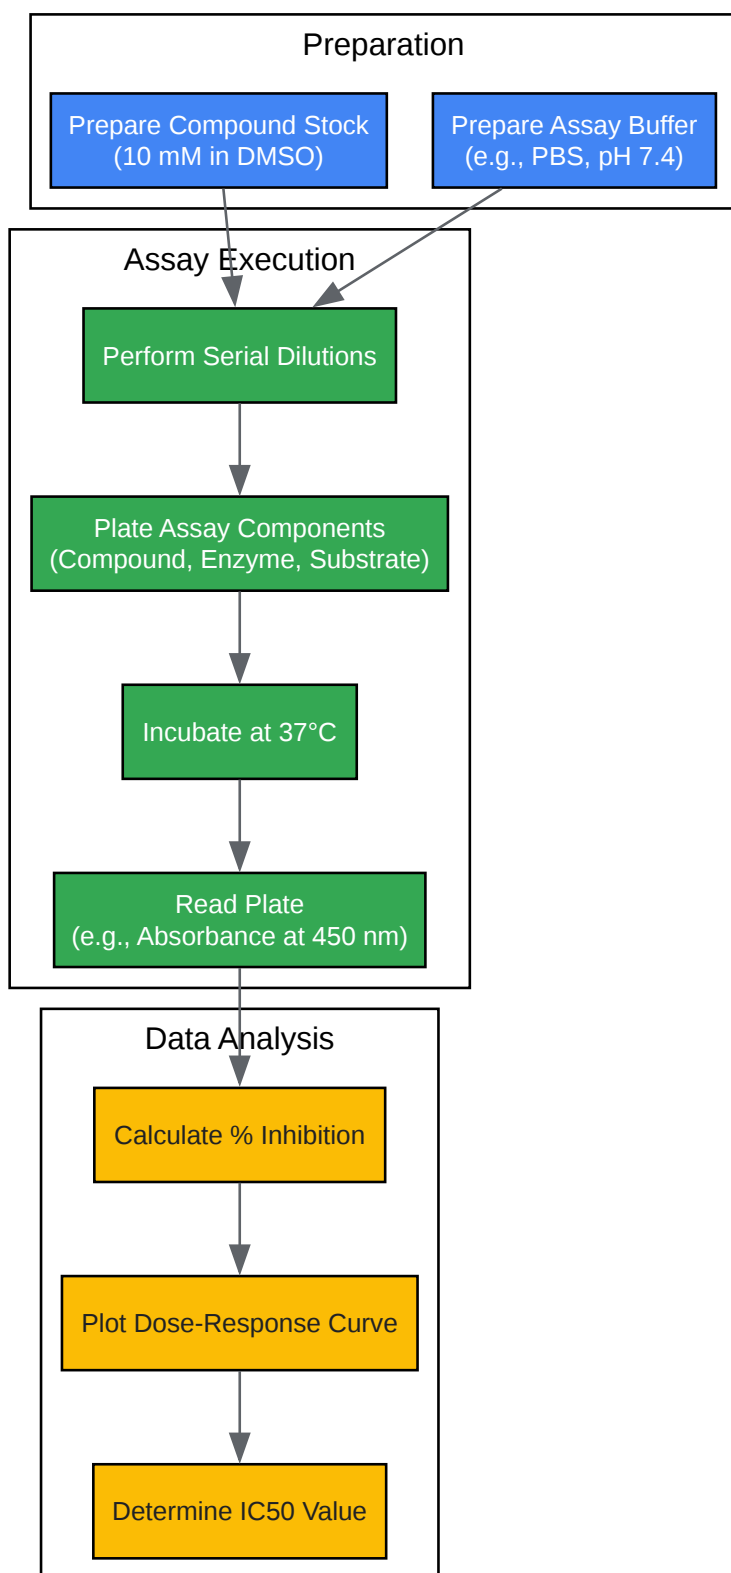 Preparation
Prepare Compound Stock
(10 mM in DMSO)
Prepare Assay Buffer
(e.g., PBS, pH 7.4)
Assay Execution
Perform Serial Dilutions
Plate Assay Components
(Compound, Enzyme, Substrate)
Incubate at 37°C
Read Plate
(e.g., Absorbance at 450 nm)
Data Analysis
Calculate % Inhibition
Plot Dose-Response Curve
Determine IC50 Value